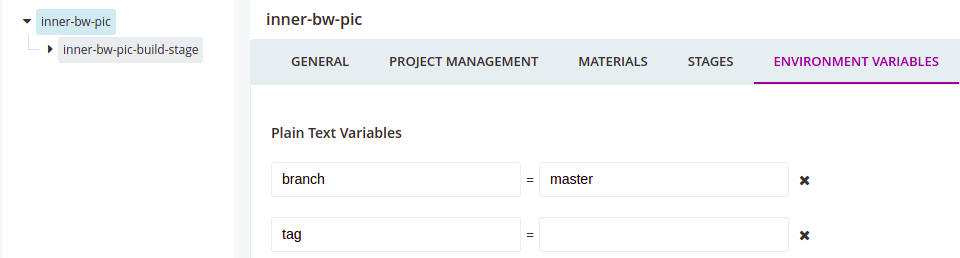 inner-bw-pic
inner-bw-pic-build-stage
inner-bw-pic
GENERAL PROJECT MANAGEMENT MATERIALS STAGES ENVIRONMENT VARIABLES
Plain Text Variables
branch = master
tag =